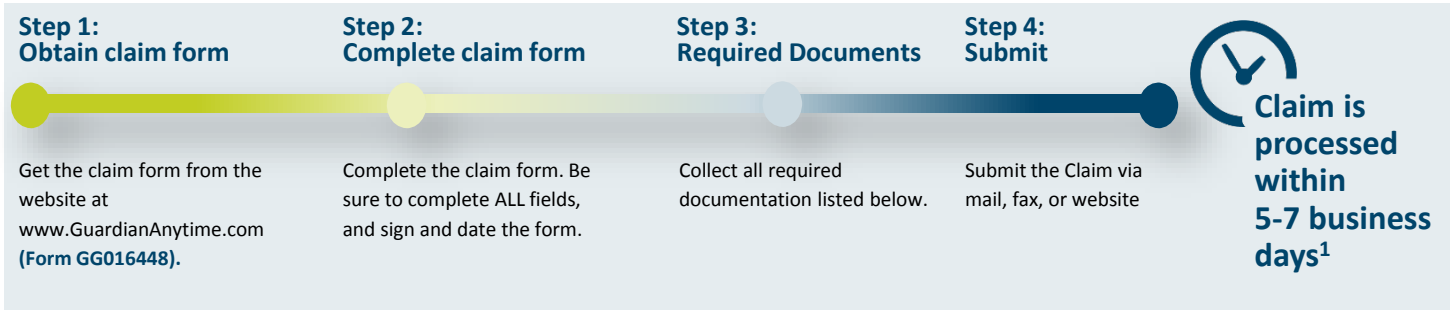 Step 1:
Obtain claim form
Get the claim form from the
website at
www.GuardianAnytime.com
(Form GG016448).
Step 2:
Complete claim form
Complete the claim form. Be
sure to complete ALL fields,
and sign and date the form.
Step 3:
Required Documents
Collect all required
documentation listed below.
Step 4:
Submit
Submit the Claim via
mail, fax, or website
Claim is
processed
within
5-7 business
days¹